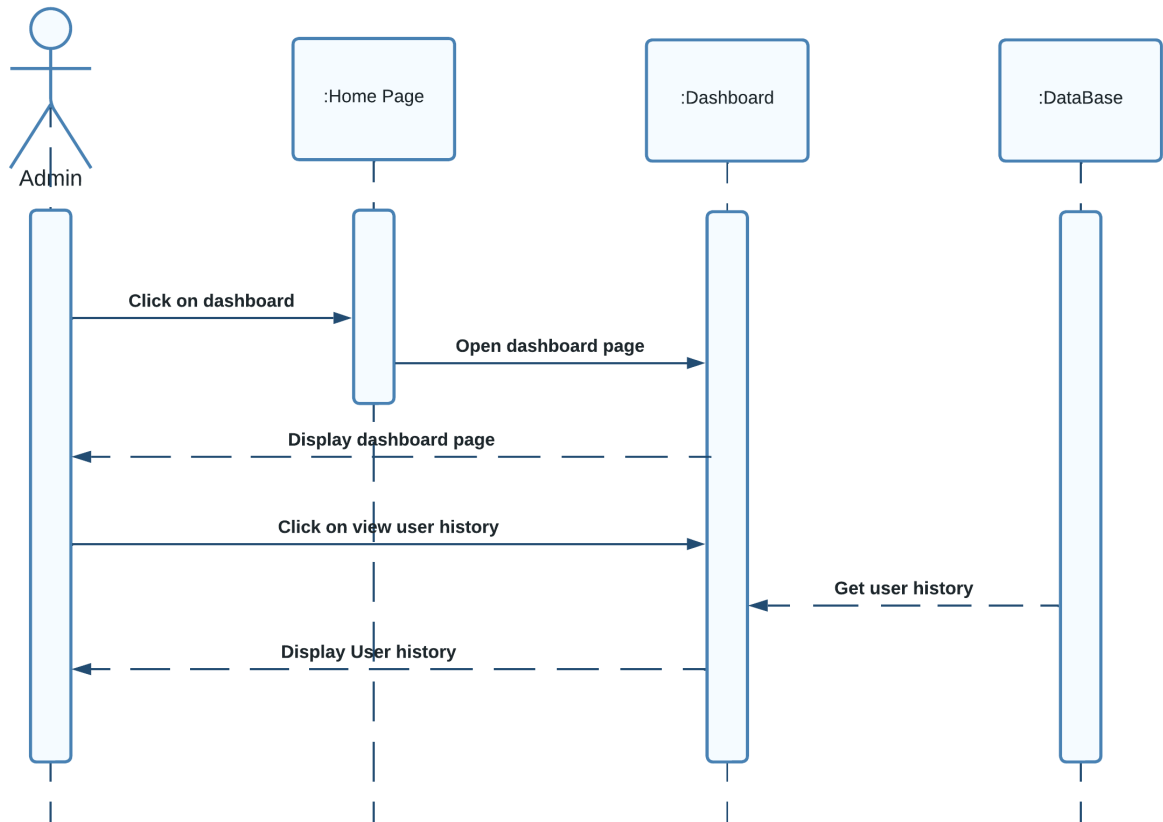 :Home Page
:Dashboard
:DataBase
Admin
Click on dashboard
Open dashboard page
Display dashboard page
Click on view user history
Get user history
Display User history